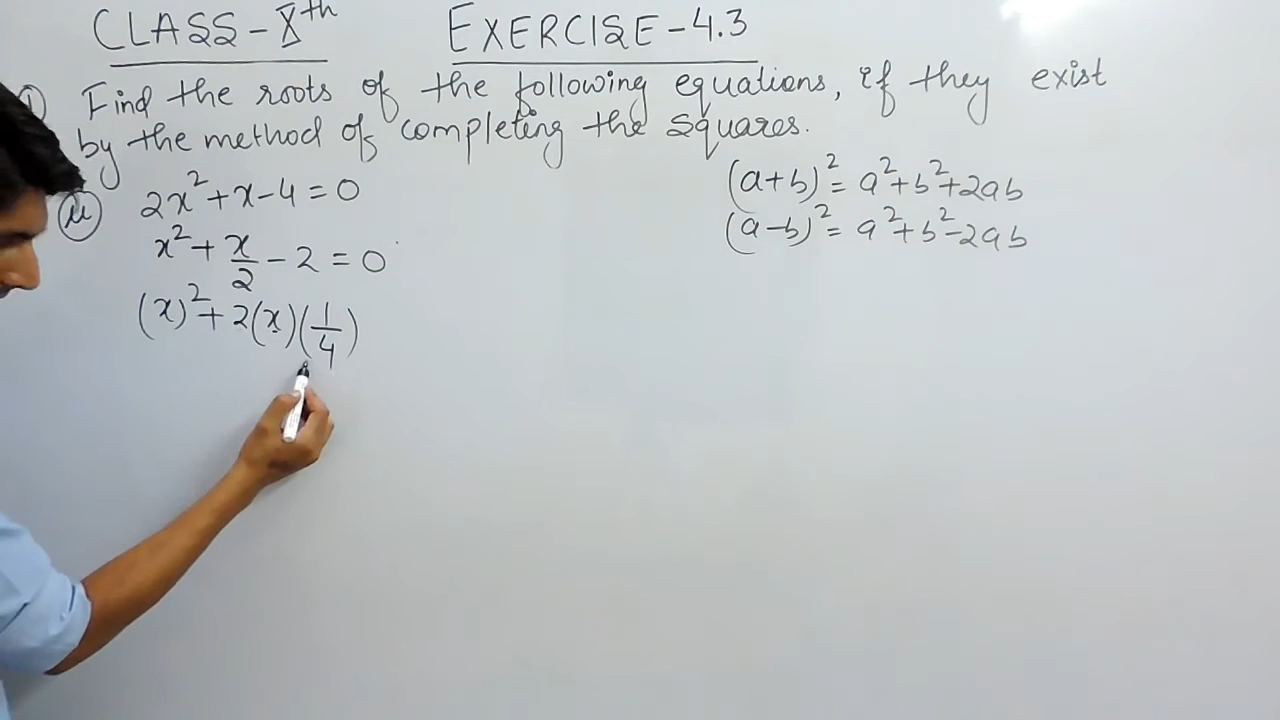 CLASS-Xth EXERCISE-4.3
Find the roots of the following equations, if they exist
by the method of completing the squares.
(ii) 2x²+x-4=0
x²+x/2-2=0
(x)²+2(x)(1/4)
(a+b)²=a²+b²+2ab
(a-b)²=a²+b²-2ab